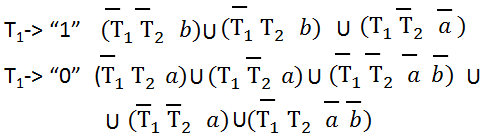 T₁-> “1” (T̅₁ T̅₂ b)∪(T̅₁ T₂ b) ∪ (T₁ T̅₂ a̅)
T₁-> “0” (T̅₁ T₂ a)∪(T₁ T̅₂ a)∪(T̅₁ T̅₂ a̅ b̅) ∪
∪ (T̅₁ T̅₂ a)∪(T̅₁ T₂ a̅ b̅)